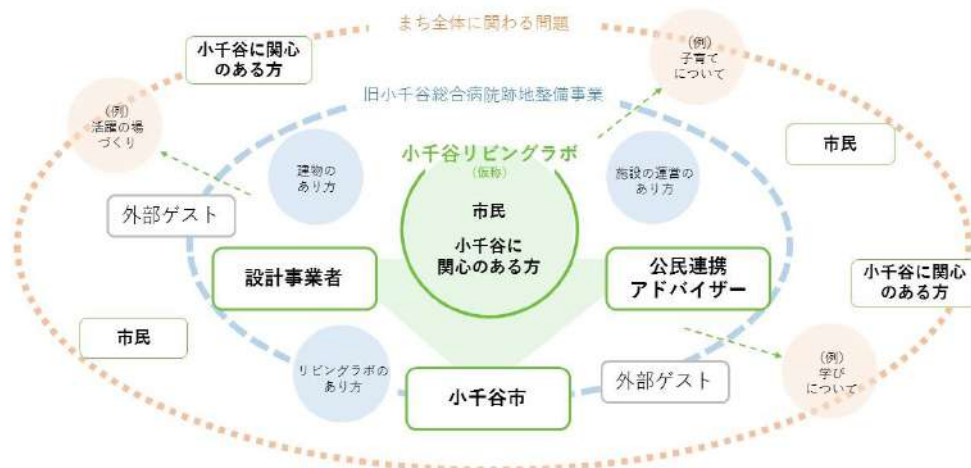 まち全体に関わる問題
小千谷に関心
のある方
(例)
子育て
について
旧小千谷総合病院跡地整備事業
(例)
活躍の場
づくり
小千谷リビングラボ
(仮称)
建物の
あり方
施設の運営の
あり方
市民
外部ゲスト
市民
小千谷に
関心のある方
設計事業者
公民連携
アドバイザー
小千谷に関心
のある方
市民
リビングラボの
あり方
小千谷市
外部ゲスト
(例)
学び
について